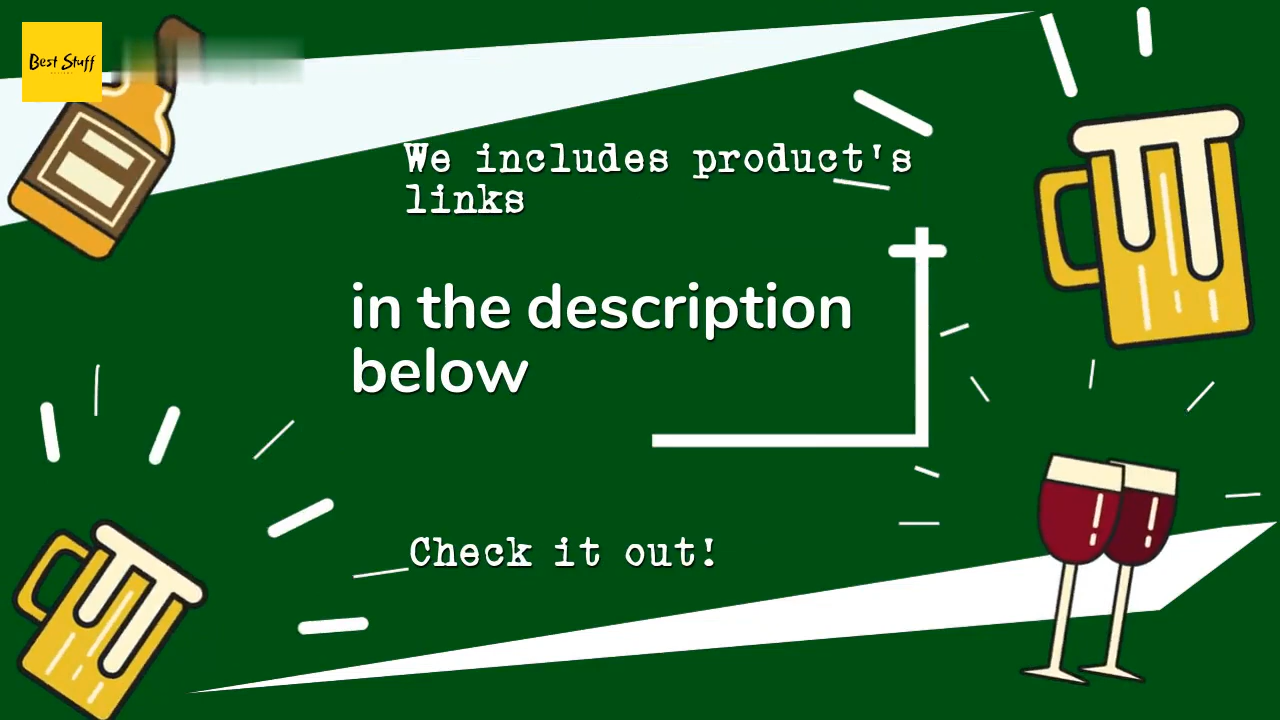 Best Stuff
We includes product's
links
in the description
below
Check it out!